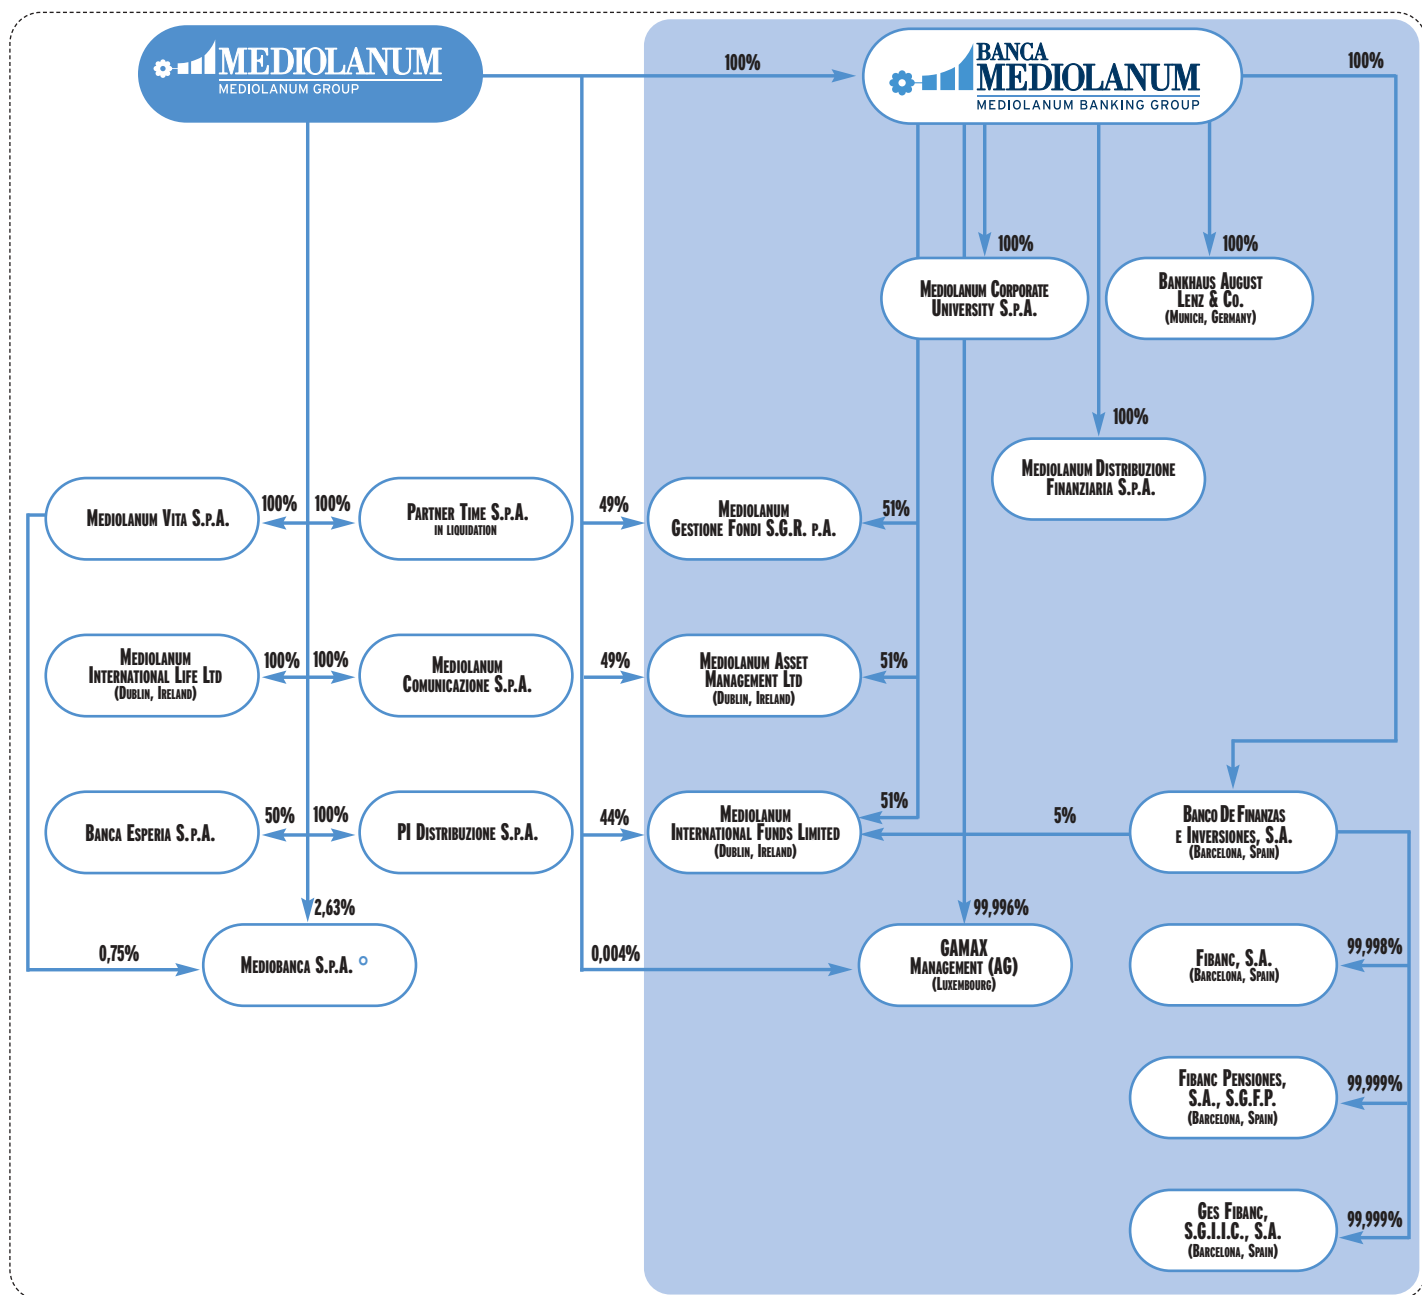 MEDIOLANUM
MEDIOLANUM GROUP
100%
BANCA
MEDIOLANUM
MEDIOLANUM BANKING GROUP
100%
100%
100%
MEDIOLANUM CORPORATE
UNIVERSITY S.P.A.
BANKHAUS AUGUST
LENZ & CO.
(MUNICH, GERMANY)
100%
MEDIOLANUM DISTRIBUZIONE
FINANZIARIA S.P.A.
MEDIOLANUM VITA S.P.A.
100%
100%
PARTNER TIME S.P.A.
IN LIQUIDATION
49%
MEDIOLANUM
GESTIONE FONDI S.G.R. P.A.
51%
MEDIOLANUM
INTERNATIONAL LIFE LTD
(DUBLIN, IRELAND)
100%
100%
MEDIOLANUM
COMUNICAZIONE S.P.A.
49%
MEDIOLANUM ASSET
MANAGEMENT LTD
(DUBLIN, IRELAND)
51%
BANCA ESPERIA S.P.A.
50%
100%
PI DISTRIBUZIONE S.P.A.
44%
MEDIOLANUM
INTERNATIONAL FUNDS LIMITED
(DUBLIN, IRELAND)
51%
5%
BANCO DE FINANZAS
E INVERSIONES, S.A.
(BARCELONA, SPAIN)
2,63%
99,996%
0,75%
MEDIOBANCA S.P.A. °
0,004%
GAMAX
MANAGEMENT (AG)
(LUXEMBOURG)
FIBANC, S.A.
(BARCELONA, SPAIN)
99,998%
FIBANC PENSIONES,
S.A., S.G.F.P.
(BARCELONA, SPAIN)
99,999%
GES FIBANC,
S.G.I.I.C., S.A.
(BARCELONA, SPAIN)
99,999%